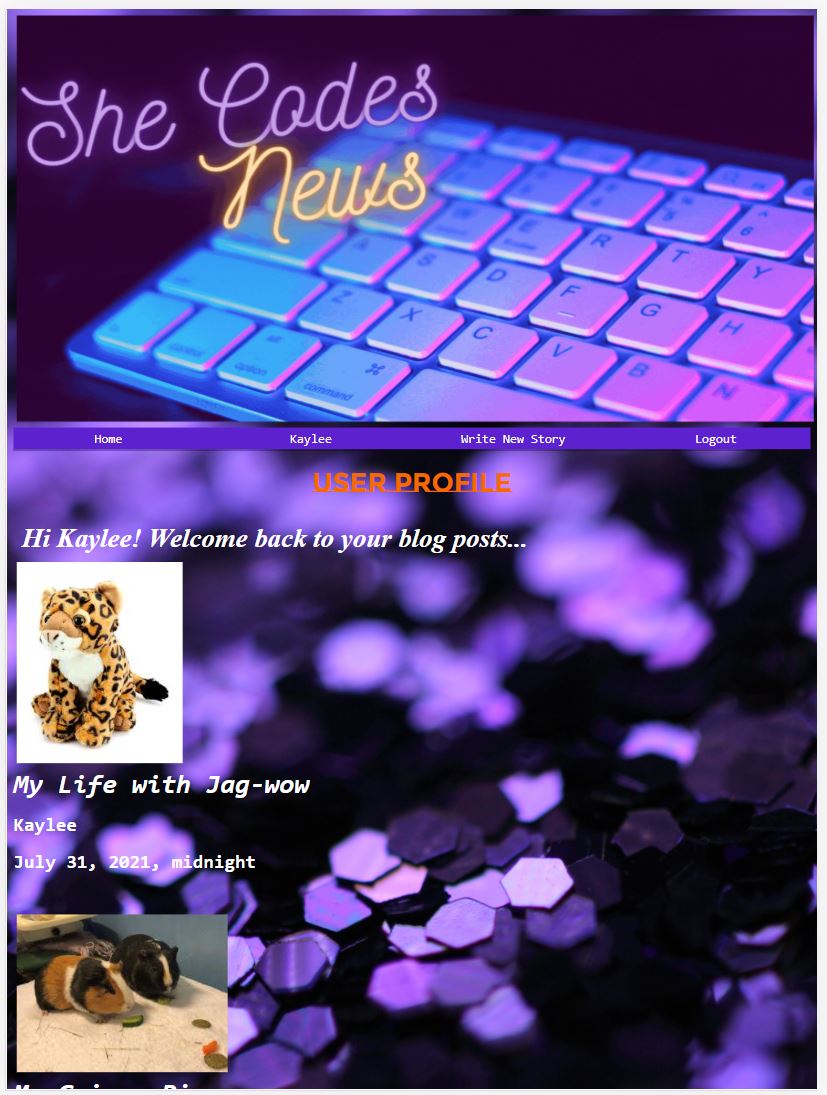 She Codes
News
Home Kaylee Write New Story Logout
USER PROFILE
Hi Kaylee! Welcome back to your blog posts...
My Life with Jag-wow
Kaylee
July 31, 2021, midnight